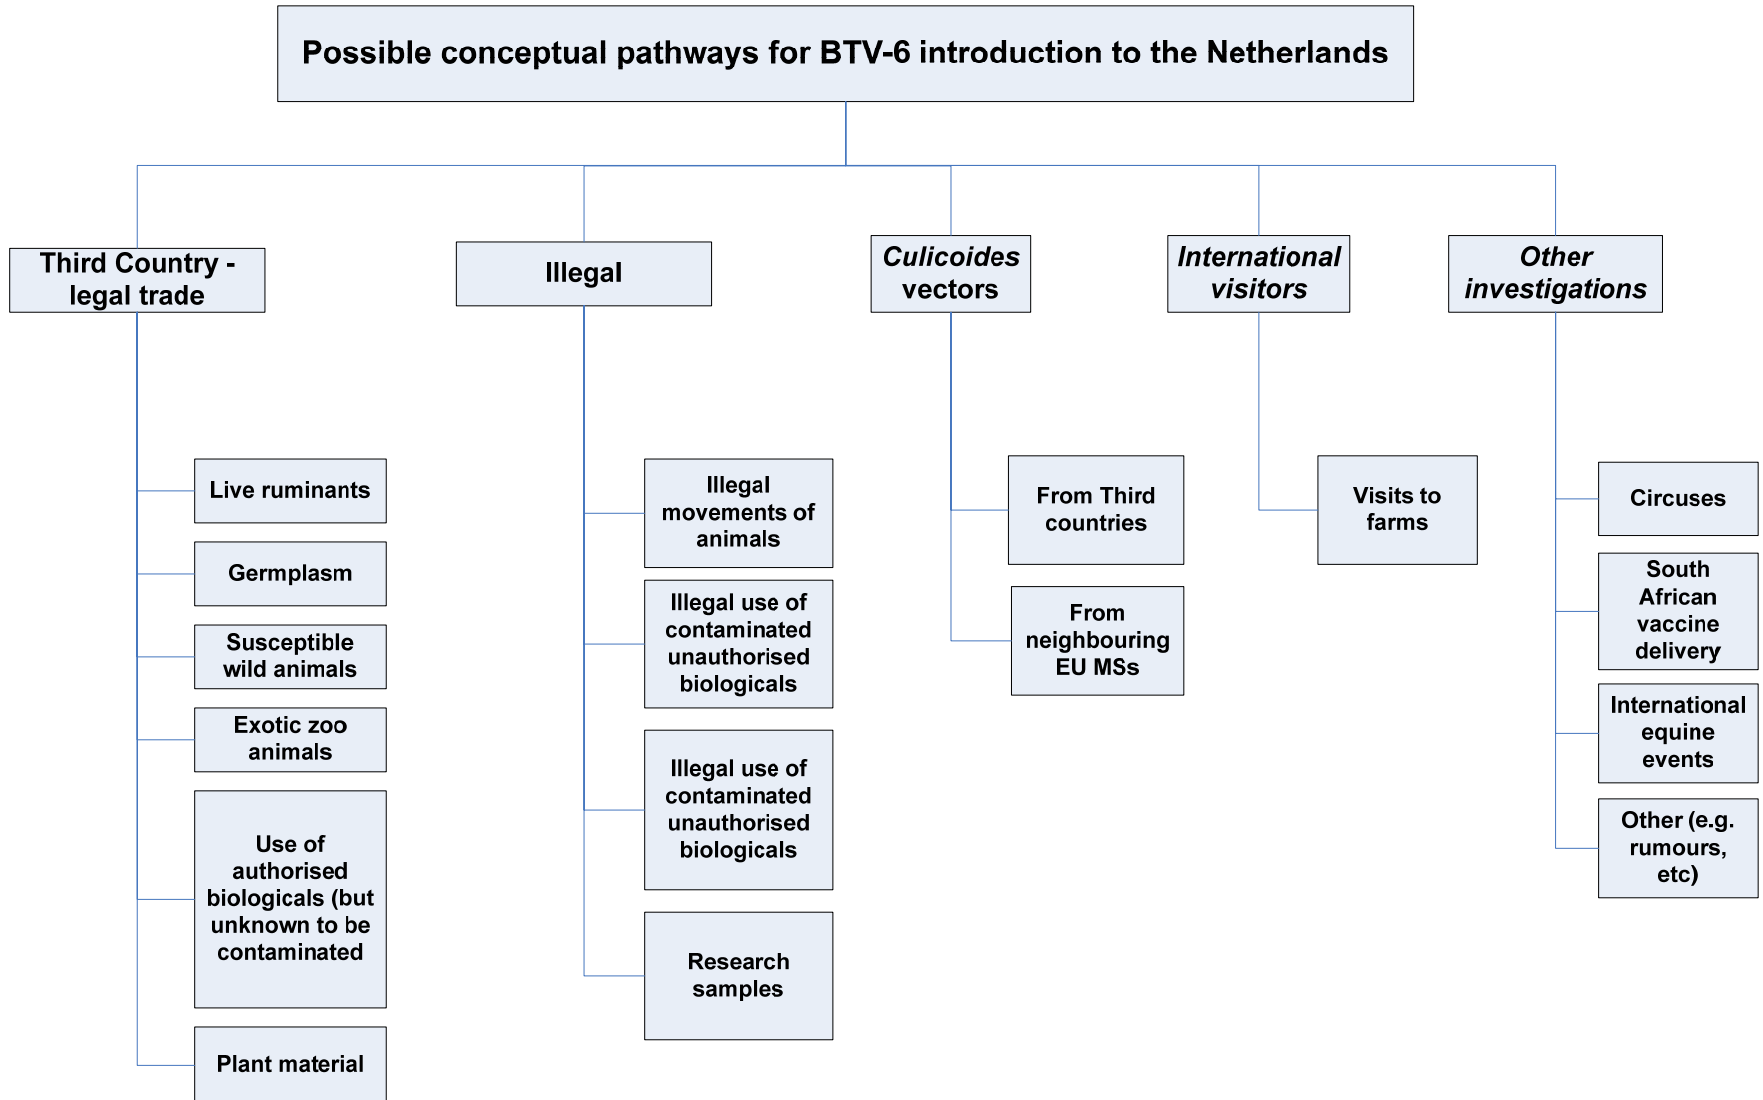 Possible conceptual pathways for BTV-6 introduction to the Netherlands
Third Country -
legal trade
Live ruminants
Germplasm
Susceptible
wild animals
Exotic zoo
animals
Use of
authorised
biologicals (but
unknown to be
contaminated
Plant material
Illegal
Illegal
movements of
animals
Illegal use of
contaminated
unauthorised
biologicals
Illegal use of
contaminated
unauthorised
biologicals
Research
samples
Culicoides
vectors
From Third
countries
From
neighbouring
EU MSs
International
visitors
Visits to
farms
Other
investigations
Circuses
South
African
vaccine
delivery
International
equine
events
Other (e.g.
rumours,
etc)